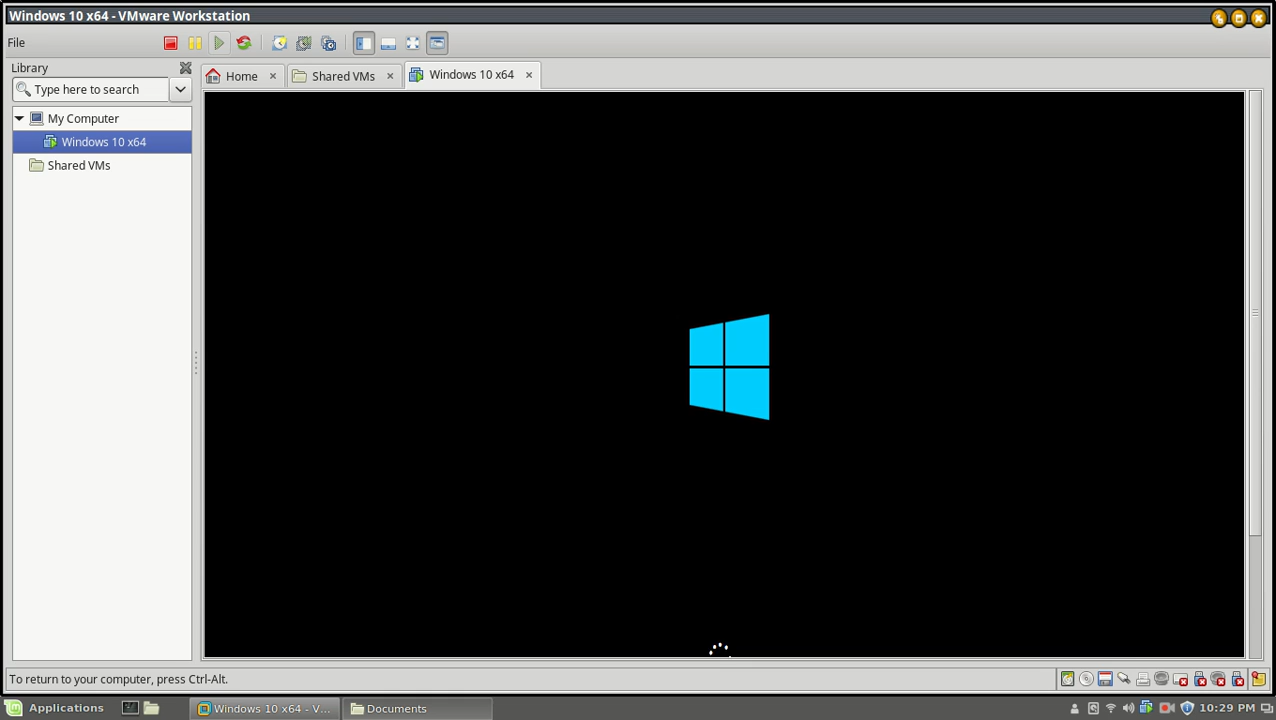 Windows 10 x64 - VMware Workstation
File
Library
Type here to search
My Computer
Windows 10 x64
Shared VMs
Home
Shared VMs
Windows 10 x64
To return to your computer, press Ctrl-Alt.
Applications
Windows 10 x64 - V...
Documents
10:29 PM